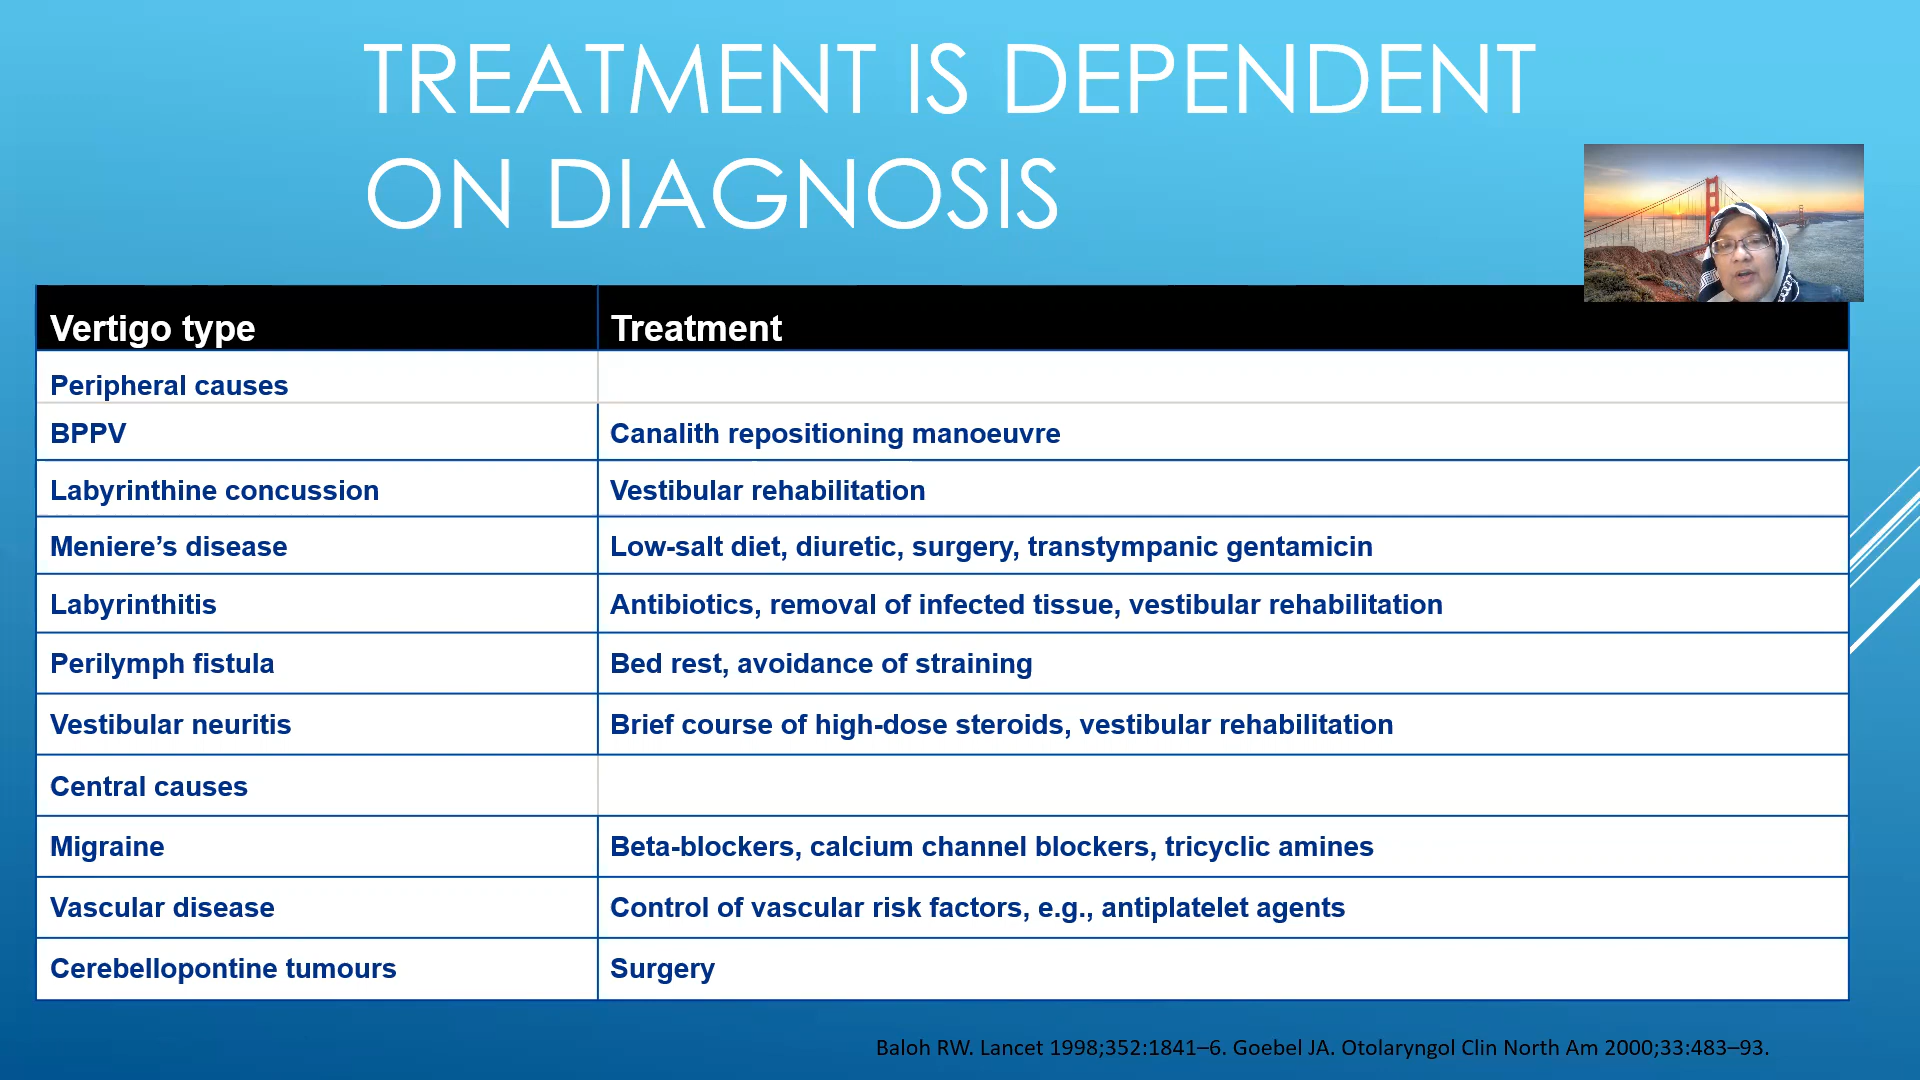 TREATMENT IS DEPENDENT
ON DIAGNOSIS
Vertigo type
Treatment
Peripheral causes
BPPV
Canalith repositioning manoeuvre
Labyrinthine concussion
Vestibular rehabilitation
Meniere’s disease
Low-salt diet, diuretic, surgery, transtympanic gentamicin
Labyrinthitis
Antibiotics, removal of infected tissue, vestibular rehabilitation
Perilymph fistula
Bed rest, avoidance of straining
Vestibular neuritis
Brief course of high-dose steroids, vestibular rehabilitation
Central causes
Migraine
Beta-blockers, calcium channel blockers, tricyclic amines
Vascular disease
Control of vascular risk factors, e.g., antiplatelet agents
Cerebellopontine tumours
Surgery
Baloh RW. Lancet 1998;352:1841–6. Goebel JA. Otolaryngol Clin North Am 2000;33:483–93.